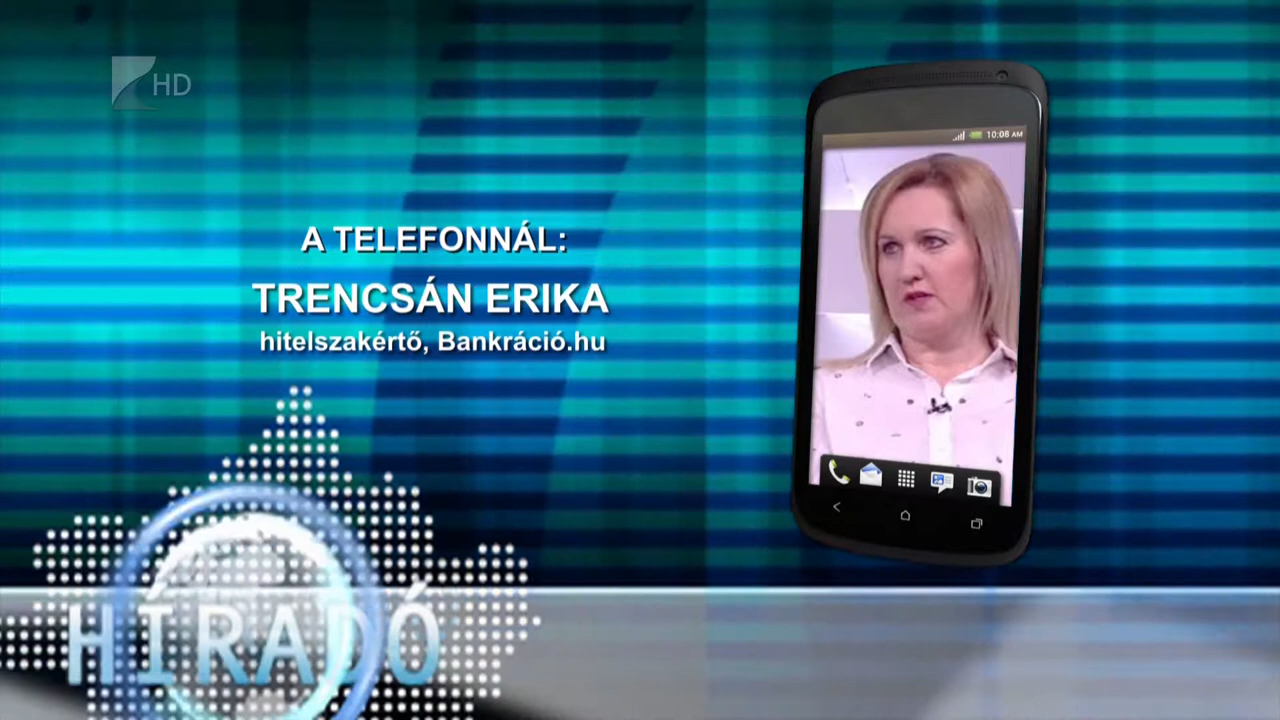 HD
10:08 AM
A TELEFONNÁL:
TRENCSÁN ERIKA
hitelszakértő, Bankráció.hu
HÍRADÓ